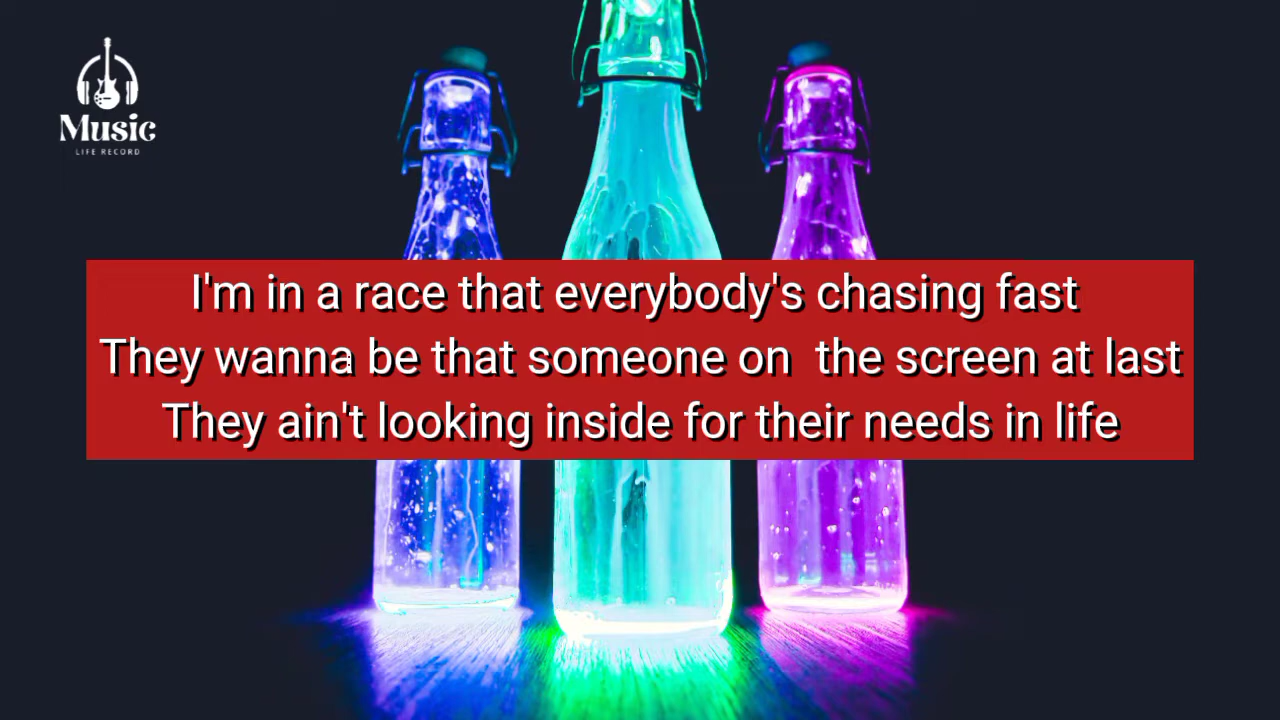 Music
LIFE RECORD
I'm in a race that everybody's chasing fast
They wanna be that someone on  the screen at last
They ain't looking inside for their needs in life